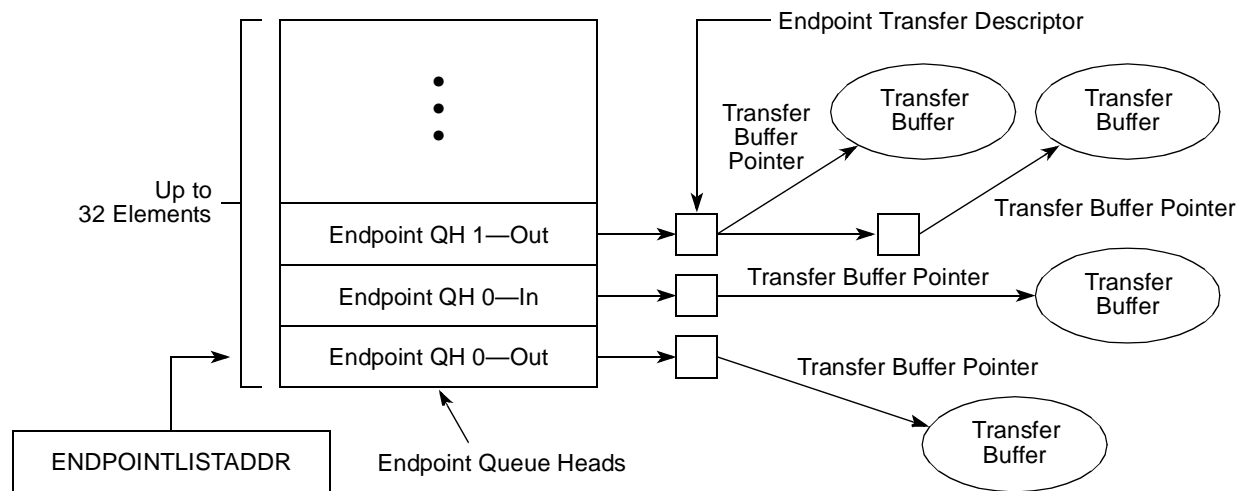 Endpoint Transfer Descriptor
Transfer
Buffer
Pointer
Transfer
Buffer
Transfer
Buffer
Up to
32 Elements
Endpoint QH 1—Out
Transfer Buffer Pointer
Endpoint QH 0—In
Transfer Buffer Pointer
Transfer
Buffer
Endpoint QH 0—Out
Transfer Buffer Pointer
Transfer
Buffer
ENDPOINTLISTADDR
Endpoint Queue Heads